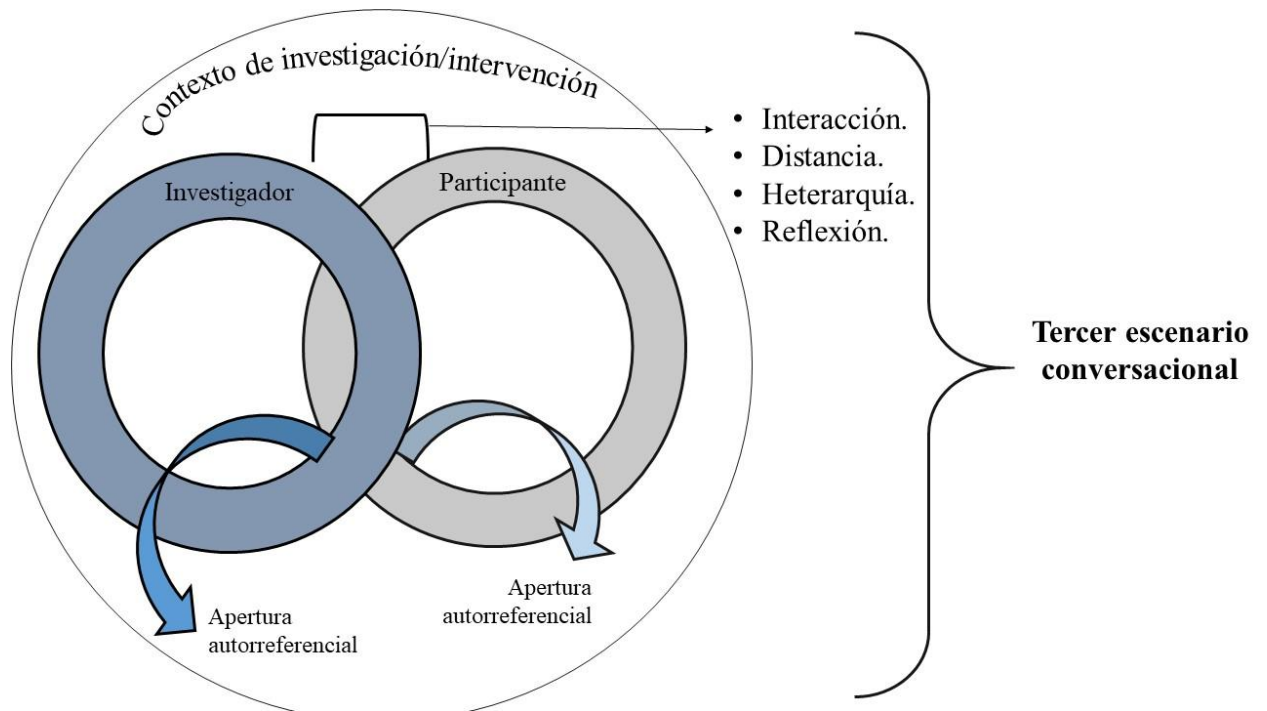 Contexto de investigación/intervención
Investigador
Participante
• Interacción.
• Distancia.
• Heterarquía.
• Reflexión.
Tercer escenario
conversacional
Apertura
autorreferencial
Apertura
autorreferencial